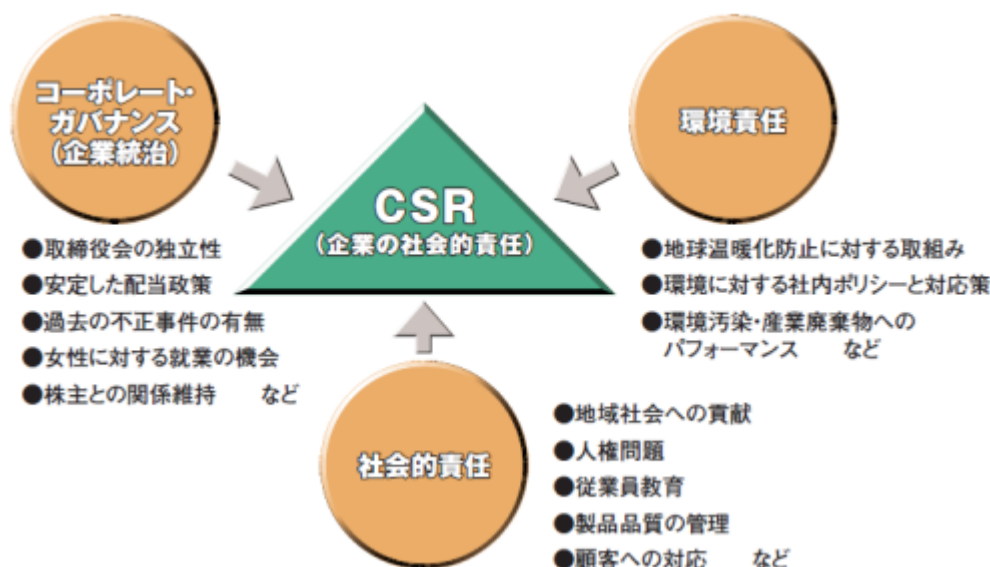 コーポレート・
ガバナンス
（企業統治）
●取締役会の独立性
●安定した配当政策
●過去の不正事件の有無
●女性に対する就業の機会
●株主との関係維持　など
CSR
（企業の社会的責任）
環境責任
●地球温暖化防止に対する取組み
●環境に対する社内ポリシーと対応策
●環境汚染・産業廃棄物への
パフォーマンス　など
社会的責任
●地域社会への貢献
●人権問題
●従業員教育
●製品品質の管理
●顧客への対応　など